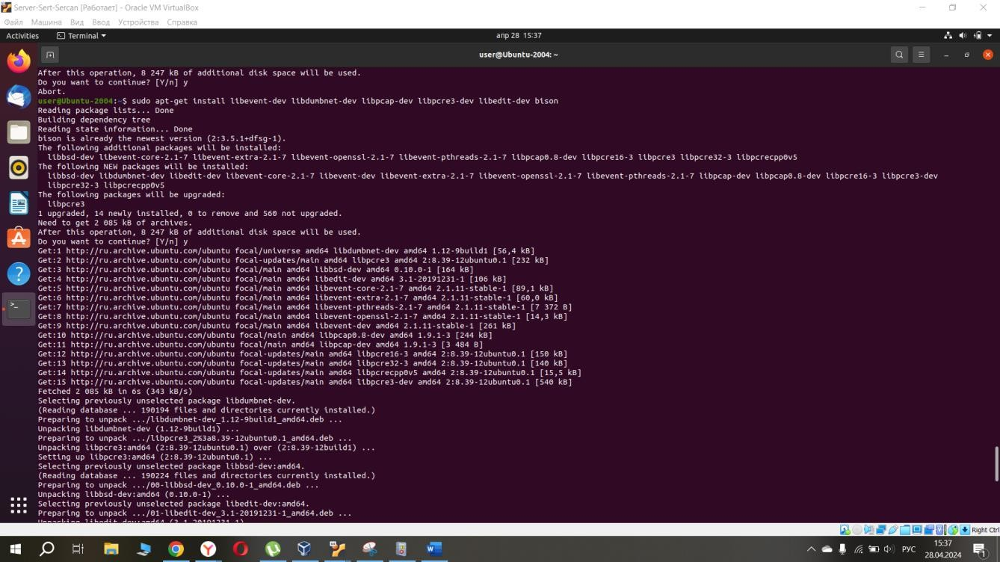 Server-Sert-Sercan [Работает] - Oracle VM VirtualBox
Файл Машина Вид Ввод Устройства Справка
Activities Terminal апр 28 15:37
user@Ubuntu-2004: ~
After this operation, 8 247 kB of additional disk space will be used.
Do you want to continue? [Y/n] y
Abort.
user@Ubuntu-2004:~$ sudo apt-get install libevent-dev libdumbnet-dev libpcap-dev libpcre3-dev libedit-dev bison
Reading package lists... Done
Building dependency tree
Reading state information... Done
bison is already the newest version (2:3.5.1+dfsg-1).
The following additional packages will be installed:
libbsd-dev libevent-core-2.1-7 libevent-extra-2.1-7 libevent-openssl-2.1-7 libevent-pthreads-2.1-7 libpcap0.8-dev libpcre16-3 libpcre3 libpcre32-3 libpcrecpp0v5
The following NEW packages will be installed:
libbsd-dev libdumbnet-dev libedit-dev libevent-core-2.1-7 libevent-dev libevent-extra-2.1-7 libevent-openssl-2.1-7 libevent-pthreads-2.1-7 libpcap-dev libpcap0.8-dev libpcre16-3 libpcre3-dev
libpcre32-3 libpcrecpp0v5
The following packages will be upgraded:
libpcre3
1 upgraded, 14 newly installed, 0 to remove and 560 not upgraded.
Need to get 2 085 kB of archives.
After this operation, 8 247 kB of additional disk space will be used.
Do you want to continue? [Y/n] y
Get:1 http://ru.archive.ubuntu.com/ubuntu focal/universe amd64 libdumbnet-dev amd64 1.12-9build1 [56,4 kB]
Get:2 http://ru.archive.ubuntu.com/ubuntu focal-updates/main amd64 libpcre3 amd64 2:8.39-12ubuntu0.1 [232 kB]
Get:3 http://ru.archive.ubuntu.com/ubuntu focal/main amd64 libbsd-dev amd64 0.10.0-1 [164 kB]
Get:4 http://ru.archive.ubuntu.com/ubuntu focal/main amd64 libedit-dev amd64 3.1-20191231-1 [106 kB]
Get:5 http://ru.archive.ubuntu.com/ubuntu focal/main amd64 libevent-core-2.1-7 amd64 2.1.11-stable-1 [89,1 kB]
Get:6 http://ru.archive.ubuntu.com/ubuntu focal/main amd64 libevent-extra-2.1-7 amd64 2.1.11-stable-1 [60,0 kB]
Get:7 http://ru.archive.ubuntu.com/ubuntu focal/main amd64 libevent-pthreads-2.1-7 amd64 2.1.11-stable-1 [7 372 B]
Get:8 http://ru.archive.ubuntu.com/ubuntu focal/main amd64 libevent-openssl-2.1-7 amd64 2.1.11-stable-1 [14,3 kB]
Get:9 http://ru.archive.ubuntu.com/ubuntu focal/main amd64 libevent-dev amd64 2.1.11-stable-1 [261 kB]
Get:10 http://ru.archive.ubuntu.com/ubuntu focal/main amd64 libpcap0.8-dev amd64 1.9.1-3 [244 kB]
Get:11 http://ru.archive.ubuntu.com/ubuntu focal/main amd64 libpcap-dev amd64 1.9.1-3 [3 484 B]
Get:12 http://ru.archive.ubuntu.com/ubuntu focal-updates/main amd64 libpcre16-3 amd64 2:8.39-12ubuntu0.1 [150 kB]
Get:13 http://ru.archive.ubuntu.com/ubuntu focal-updates/main amd64 libpcre32-3 amd64 2:8.39-12ubuntu0.1 [140 kB]
Get:14 http://ru.archive.ubuntu.com/ubuntu focal-updates/main amd64 libpcrecpp0v5 amd64 2:8.39-12ubuntu0.1 [15,5 kB]
Get:15 http://ru.archive.ubuntu.com/ubuntu focal-updates/main amd64 libpcre3-dev amd64 2:8.39-12ubuntu0.1 [540 kB]
Fetched 2 085 kB in 6s (343 kB/s)
Selecting previously unselected package libdumbnet-dev.
(Reading database ... 190194 files and directories currently installed.)
Preparing to unpack .../libdumbnet-dev_1.12-9build1_amd64.deb ...
Unpacking libdumbnet-dev (1.12-9build1) ...
Preparing to unpack .../libpcre3_2%3a8.39-12ubuntu0.1_amd64.deb ...
Unpacking libpcre3:amd64 (2:8.39-12ubuntu0.1) over (2:8.39-12build1) ...
Setting up libpcre3:amd64 (2:8.39-12ubuntu0.1) ...
Selecting previously unselected package libbsd-dev:amd64.
(Reading database ... 190224 files and directories currently installed.)
Preparing to unpack .../00-libbsd-dev_0.10.0-1_amd64.deb ...
Unpacking libbsd-dev:amd64 (0.10.0-1) ...
Selecting previously unselected package libedit-dev:amd64.
Preparing to unpack .../01-libedit-dev_3.1-20191231-1_amd64.deb ...
Unpacking libedit-dev:amd64 (3.1-20191231-1) ...
Right Ctrl
РУС 15:37
28.04.2024